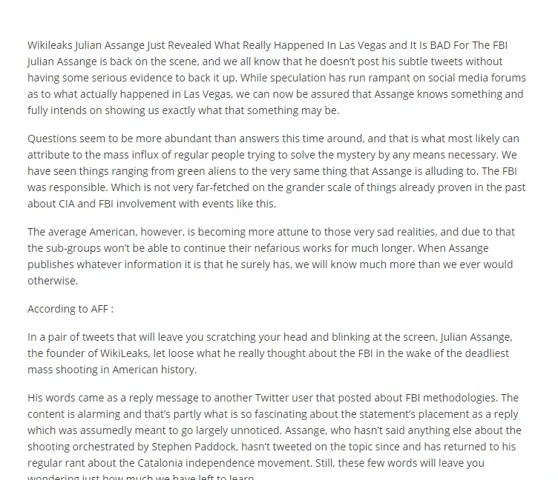 Wikileaks Julian Assange Just Revealed What Really Happened In Las Vegas and It Is BAD For The FBI
Julian Assange is back on the scene, and we all know that he doesn't post his subtle tweets without
having some serious evidence to back it up. While speculation has run rampant on social media forums
as to what actually happened in Las Vegas, we can now be assured that Assange knows something and
fully intends on showing us exactly what that something may be.
Questions seem to be more abundant than answers this time around, and that is what most likely can
attribute to the mass influx of regular people trying to solve the mystery by any means necessary. We
have seen things ranging from green aliens to the very same thing that Assange is alluding to. The FBI
was responsible. Which is not very far-fetched on the grander scale of things already proven in the past
about CIA and FBI involvement with events like this.
The average American, however, is becoming more attune to those very sad realities, and due to that
the sub-groups won't be able to continue their nefarious works for much longer. When Assange
publishes whatever information it is that he surely has, we will know much more than we ever would
otherwise.
According to AFF :
In a pair of tweets that will leave you scratching your head and blinking at the screen, Julian Assange,
the founder of WikiLeaks, let loose what he really thought about the FBI in the wake of the deadliest
mass shooting in American history.
His words came as a reply message to another Twitter user that posted about FBI methodologies. The
content is alarming and that's partly what is so fascinating about the statement's placement as a reply
which was assumedly meant to go largely unnoticed. Assange, who hasn't said anything else about the
shooting orchestrated by Stephen Paddock, hasn't tweeted on the topic since and has returned to his
regular rant about the Catalonia independence movement. Still, these few words will leave you
wondering just how much we have left to learn.